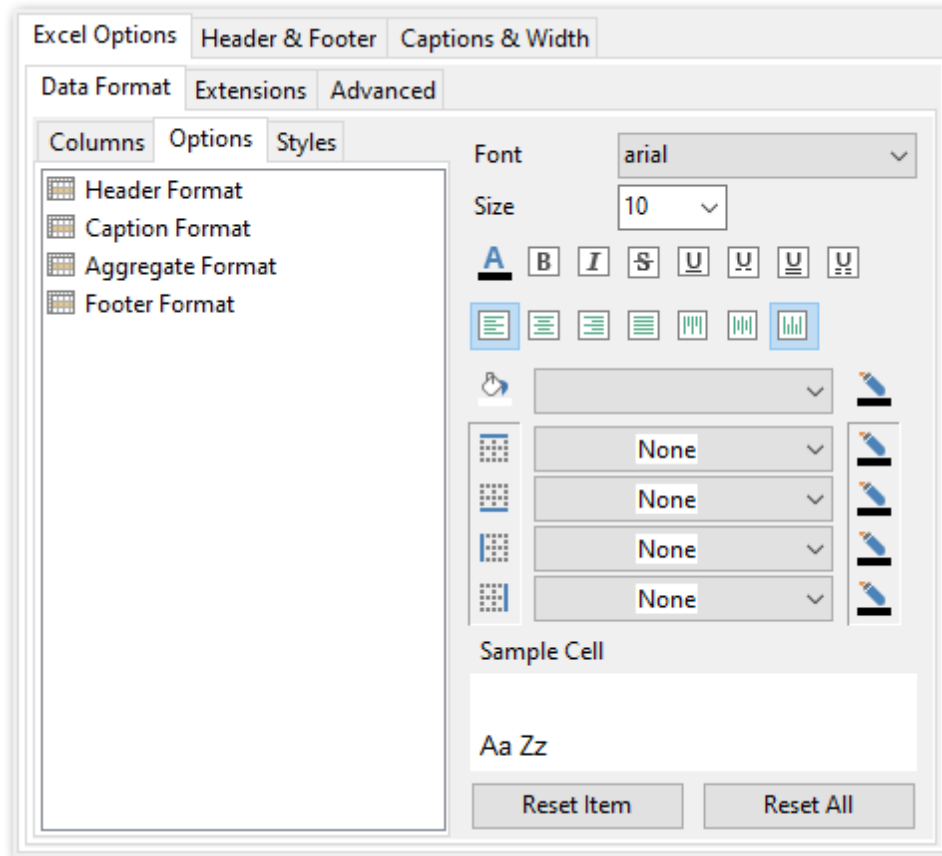 Excel Options Header & Footer Captions & Width
Data Format Extensions Advanced
Columns Options Styles
Header Format
Caption Format
Aggregate Format
Footer Format
Font arial
Size 10
A B I S U U U U
None
None
None
None
Sample Cell
Aa Zz
Reset Item Reset All